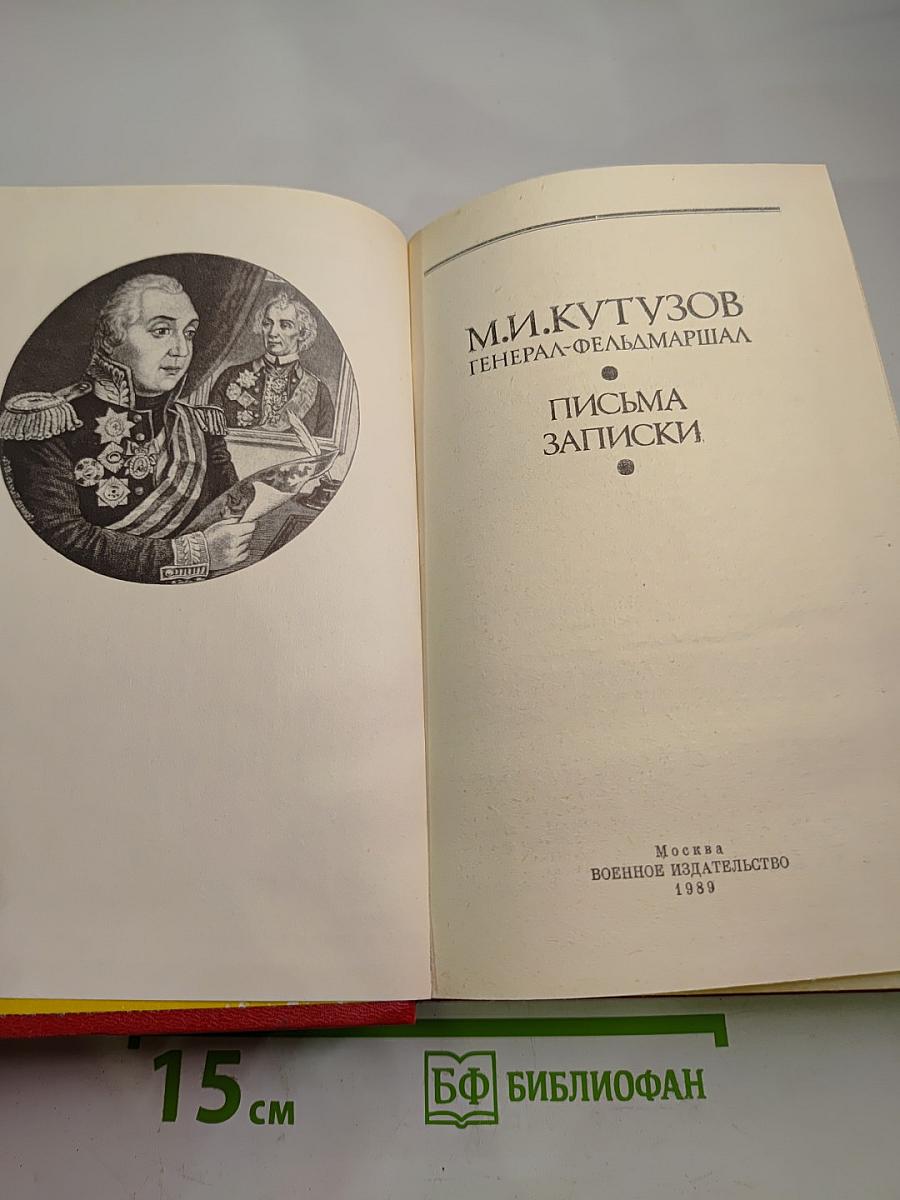 М.И.КУТУЗОВ
ГЕНЕРАЛ-ФЕЛЬДМАРШАЛ
ПИСЬМА
ЗАПИСКИ
Москва
ВОЕННОЕ ИЗДАТЕЛЬСТВО
1989
15 см
БФ БИБЛИОФАН